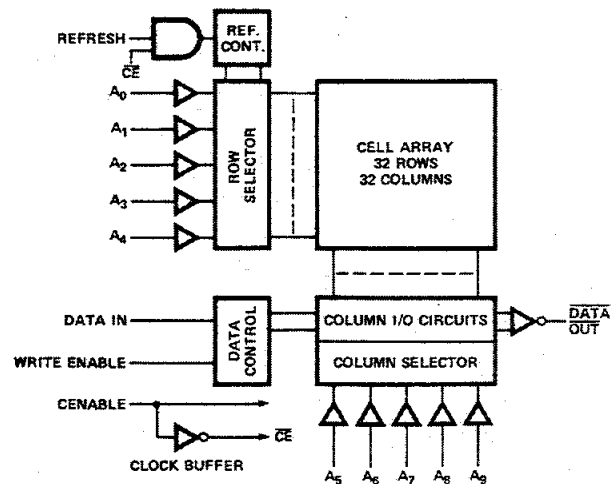 REFRESH
CE
REF.
CONT.
A0
A1
A2
A3
A4
ROW
SELECTOR
CELL ARRAY
32 ROWS
32 COLUMNS
DATA IN
WRITE ENABLE
DATA
CONTROL
COLUMN I/O CIRCUITS
COLUMN SELECTOR
DATA
OUT
CENABLE
CE
CLOCK BUFFER
A5 A6 A7 A8 A9